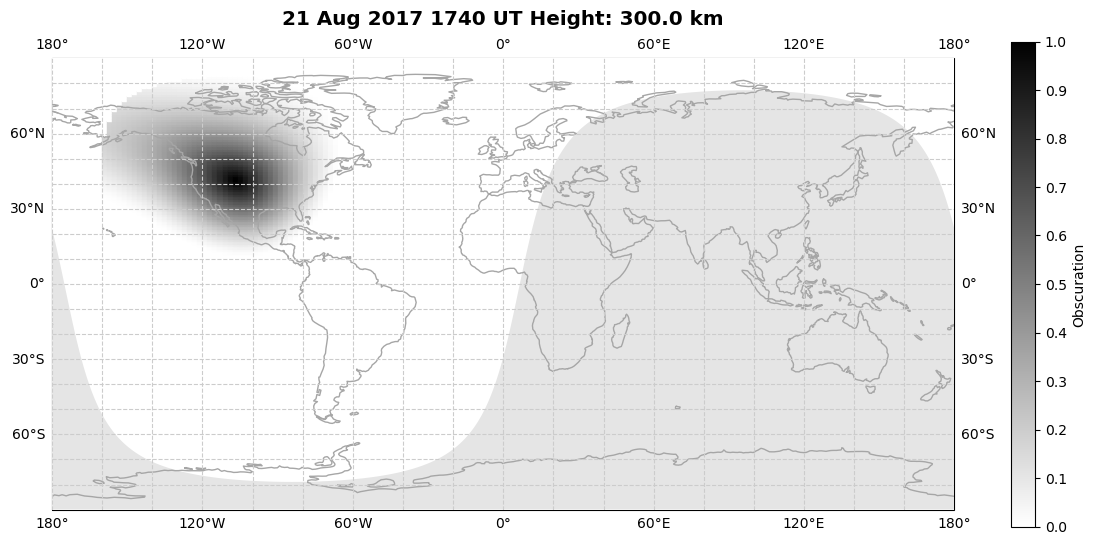 21 Aug 2017 1740 UT Height: 300.0 km
180° 120°W 60°W 0° 60°E 120°E 180°
1.0
0.9
60°N 60°N
0.8
0.7
30°N 30°N
0.6
0° 0°
0.5
Obscuration
0.4
30°S 30°S
0.3
60°S 60°S
0.2
0.1
180° 120°W 60°W 0° 60°E 120°E 180°
0.0